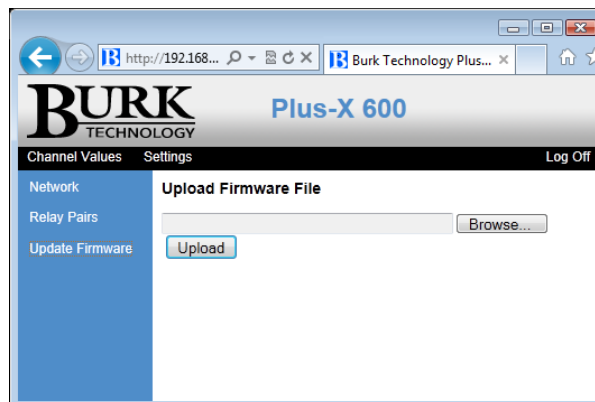 http://192.168... Burk Technology Plus...
BURK
TECHNOLOGY
Plus-X 600
Channel Values Settings Log Off
Network
Upload Firmware File
Relay Pairs
Browse...
Update Firmware
Upload